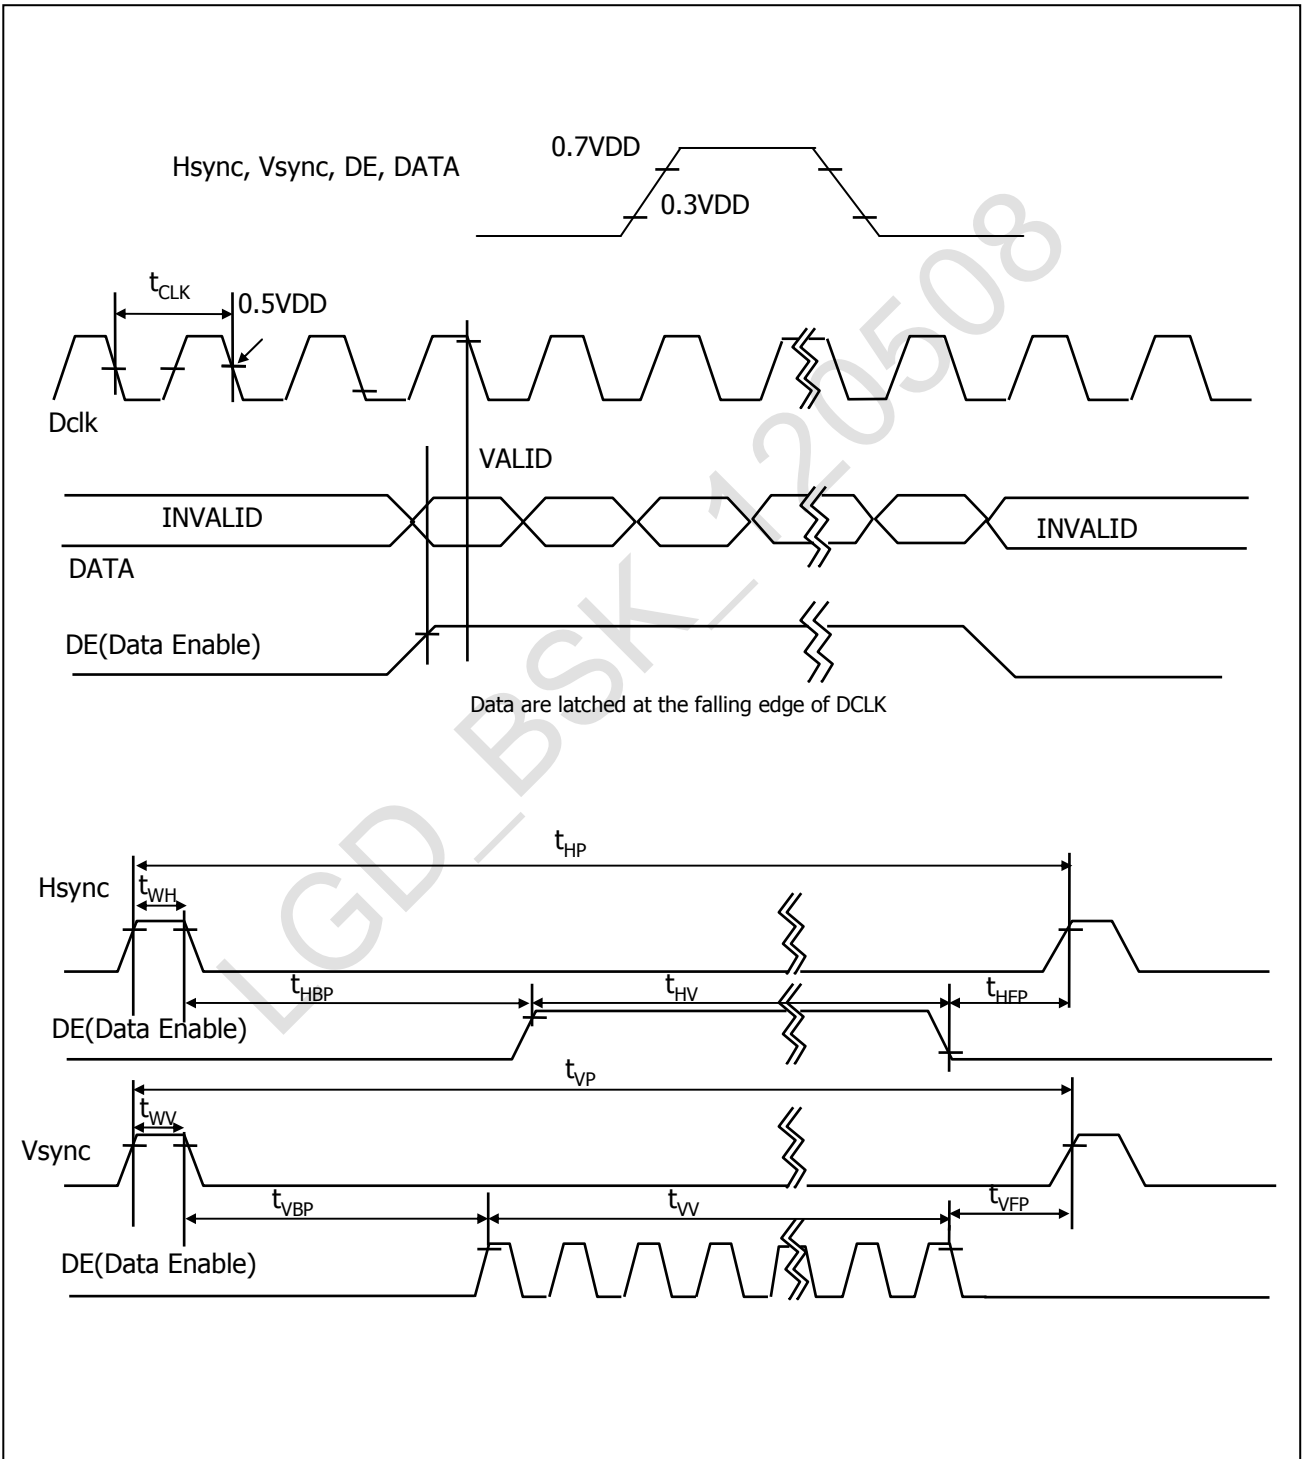 0.7VDD
Hsync, Vsync, DE, DATA
0.3VDD
tCLK
0.5VDD
Dclk
VALID
INVALID
INVALID
DATA
DE(Data Enable)
Data are latched at the falling edge of DCLK
tHP
Hsync
tWH
tHBP
tHV
tHFP
DE(Data Enable)
tVP
tWV
Vsync
tVBP
tVV
tVFP
DE(Data Enable)
LGD_BSK_120508